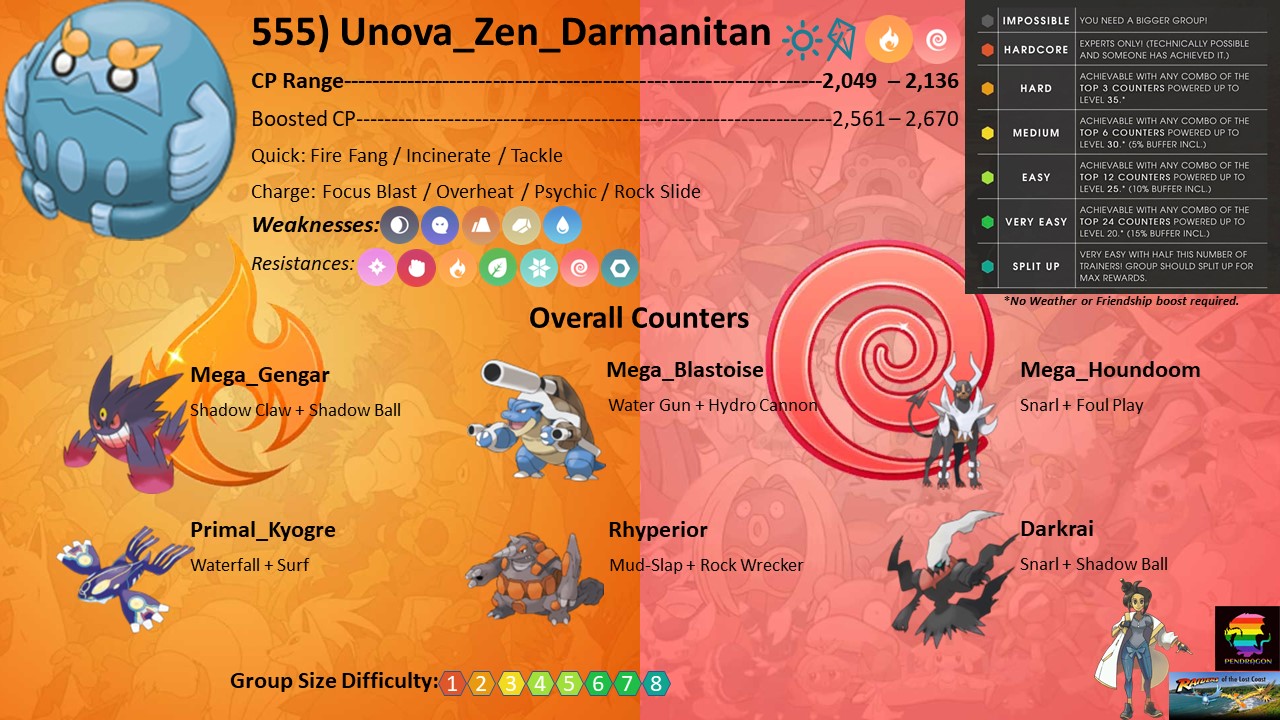 555) Unova_Zen_Darmanitan
CP Range------------------------------------------------------------------------2,049 – 2,136
Boosted CP--------------------------------------------------------------------2,561 – 2,670
Quick: Fire Fang / Incinerate / Tackle
Charge: Focus Blast / Overheat / Psychic / Rock Slide
Weaknesses:
Resistances:
IMPOSSIBLE YOU NEED A BIGGER GROUP!
HARDCORE EXPERTS ONLY! (TECHNICALLY POSSIBLE
AND SOMEONE HAS ACHIEVED IT.)
HARD ACHIEVABLE WITH ANY COMBO OF THE
TOP 3 COUNTERS POWERED UP TO
LEVEL 35.*
MEDIUM ACHIEVABLE WITH ANY COMBO OF THE
TOP 6 COUNTERS POWERED UP TO
LEVEL 30.* (5% BUFFER INCL.)
EASY ACHIEVABLE WITH ANY COMBO OF THE
TOP 12 COUNTERS POWERED UP TO
LEVEL 25.* (10% BUFFER INCL.)
VERY EASY ACHIEVABLE WITH ANY COMBO OF THE
TOP 24 COUNTERS POWERED UP TO
LEVEL 20.* (15% BUFFER INCL.)
SPLIT UP VERY EASY WITH HALF THIS NUMBER OF
TRAINERS! GROUP SHOULD SPLIT UP FOR
MAX REWARDS.
*No Weather or Friendship boost required.
Overall Counters
Mega_Gengar
Shadow Claw + Shadow Ball
Mega_Blastoise
Water Gun + Hydro Cannon
Mega_Houndoom
Snarl + Foul Play
Primal_Kyogre
Waterfall + Surf
Rhyperior
Mud-Slap + Rock Wrecker
Darkrai
Snarl + Shadow Ball
Group Size Difficulty: 1 2 3 4 5 6 7 8
PENDRAGON
RAIDERS of the Lost Coast